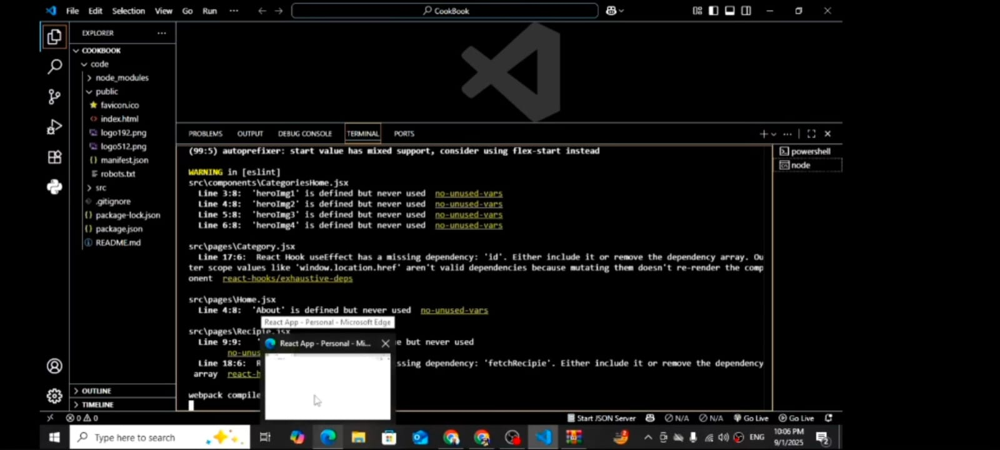 File Edit Selection View Go Run ···
CookBook
EXPLORER ···
COOKBOOK
code
node_modules
public
favicon.ico
index.html
logo192.png
logo512.png
manifest.json
robots.txt
src
.gitignore
package-lock.json
package.json
README.md
OUTLINE
TIMELINE
PROBLEMS OUTPUT DEBUG CONSOLE TERMINAL PORTS
powershell
node
(99:5) autoprefixer: start value has mixed support, consider using flex-start instead
WARNING in [eslint]
src\components\CategoriesHome.jsx
Line 3:8: 'heroImg1' is defined but never used no-unused-vars
Line 4:8: 'heroImg2' is defined but never used no-unused-vars
Line 5:8: 'heroImg3' is defined but never used no-unused-vars
Line 6:8: 'heroImg4' is defined but never used no-unused-vars
src\pages\Category.jsx
Line 17:6: React Hook useEffect has a missing dependency: 'id'. Either include it or remove the dependency array. Ou
ter scope values like 'window.location.href' aren't valid dependencies because mutating them doesn't re-render the comp
onent react-hooks/exhaustive-deps
src\pages\Home.jsx
Line 4:8: 'About' is defined but never used no-unused-vars
React App - Personal - Microsoft Edge
src\pages\Recipie.jsx
React App - Personal - Mi...
Line 9:9: ' e but never used
no-unus
Line 18:6: R ssing dependency: 'fetchRecipie'. Either include it or remove the dependency
array react-h
webpack compile
0 0 Start JSON Server N/A N/A Go Live Go Live
Type here to search
ENG
10:06 PM
9/1/2025
2